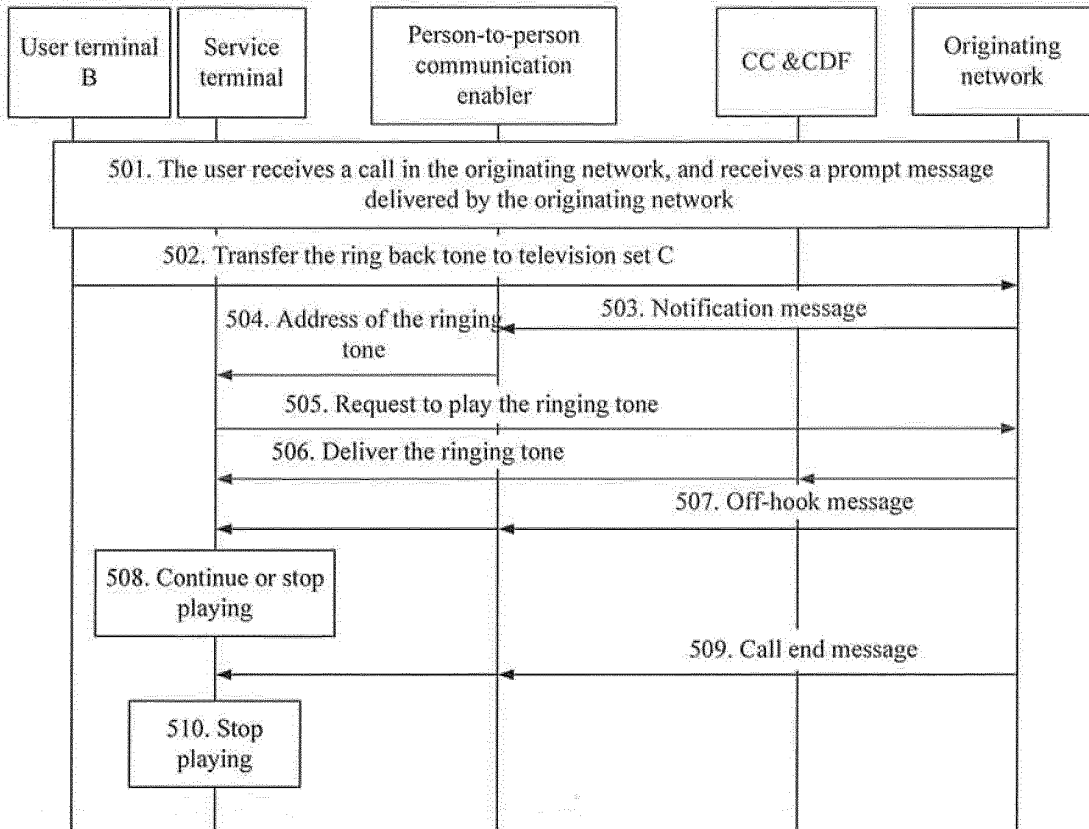 User terminal
B
Service
terminal
Person-to-person
communication
enabler
CC &CDF
Originating
network
501. The user receives a call in the originating network, and receives a prompt message
delivered by the originating network
502. Transfer the ring back tone to television set C
503. Notification message
504. Address of the ringing
tone
505. Request to play the ringing tone
506. Deliver the ringing tone
507. Off-hook message
508. Continue or stop
playing
509. Call end message
510. Stop
playing